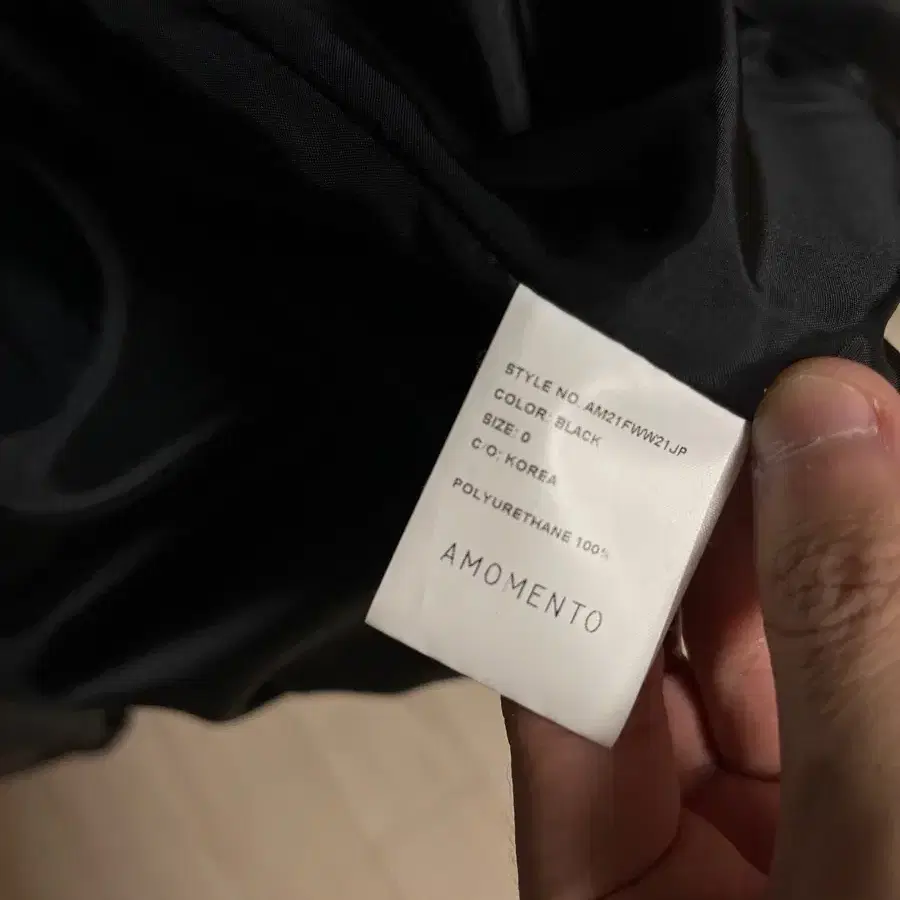 STYLE NO. AM21FWW21JP
COLOR: BLACK
SIZE: 0
C/O: KOREA
POLYURETHANE 100%
AMOMENTO